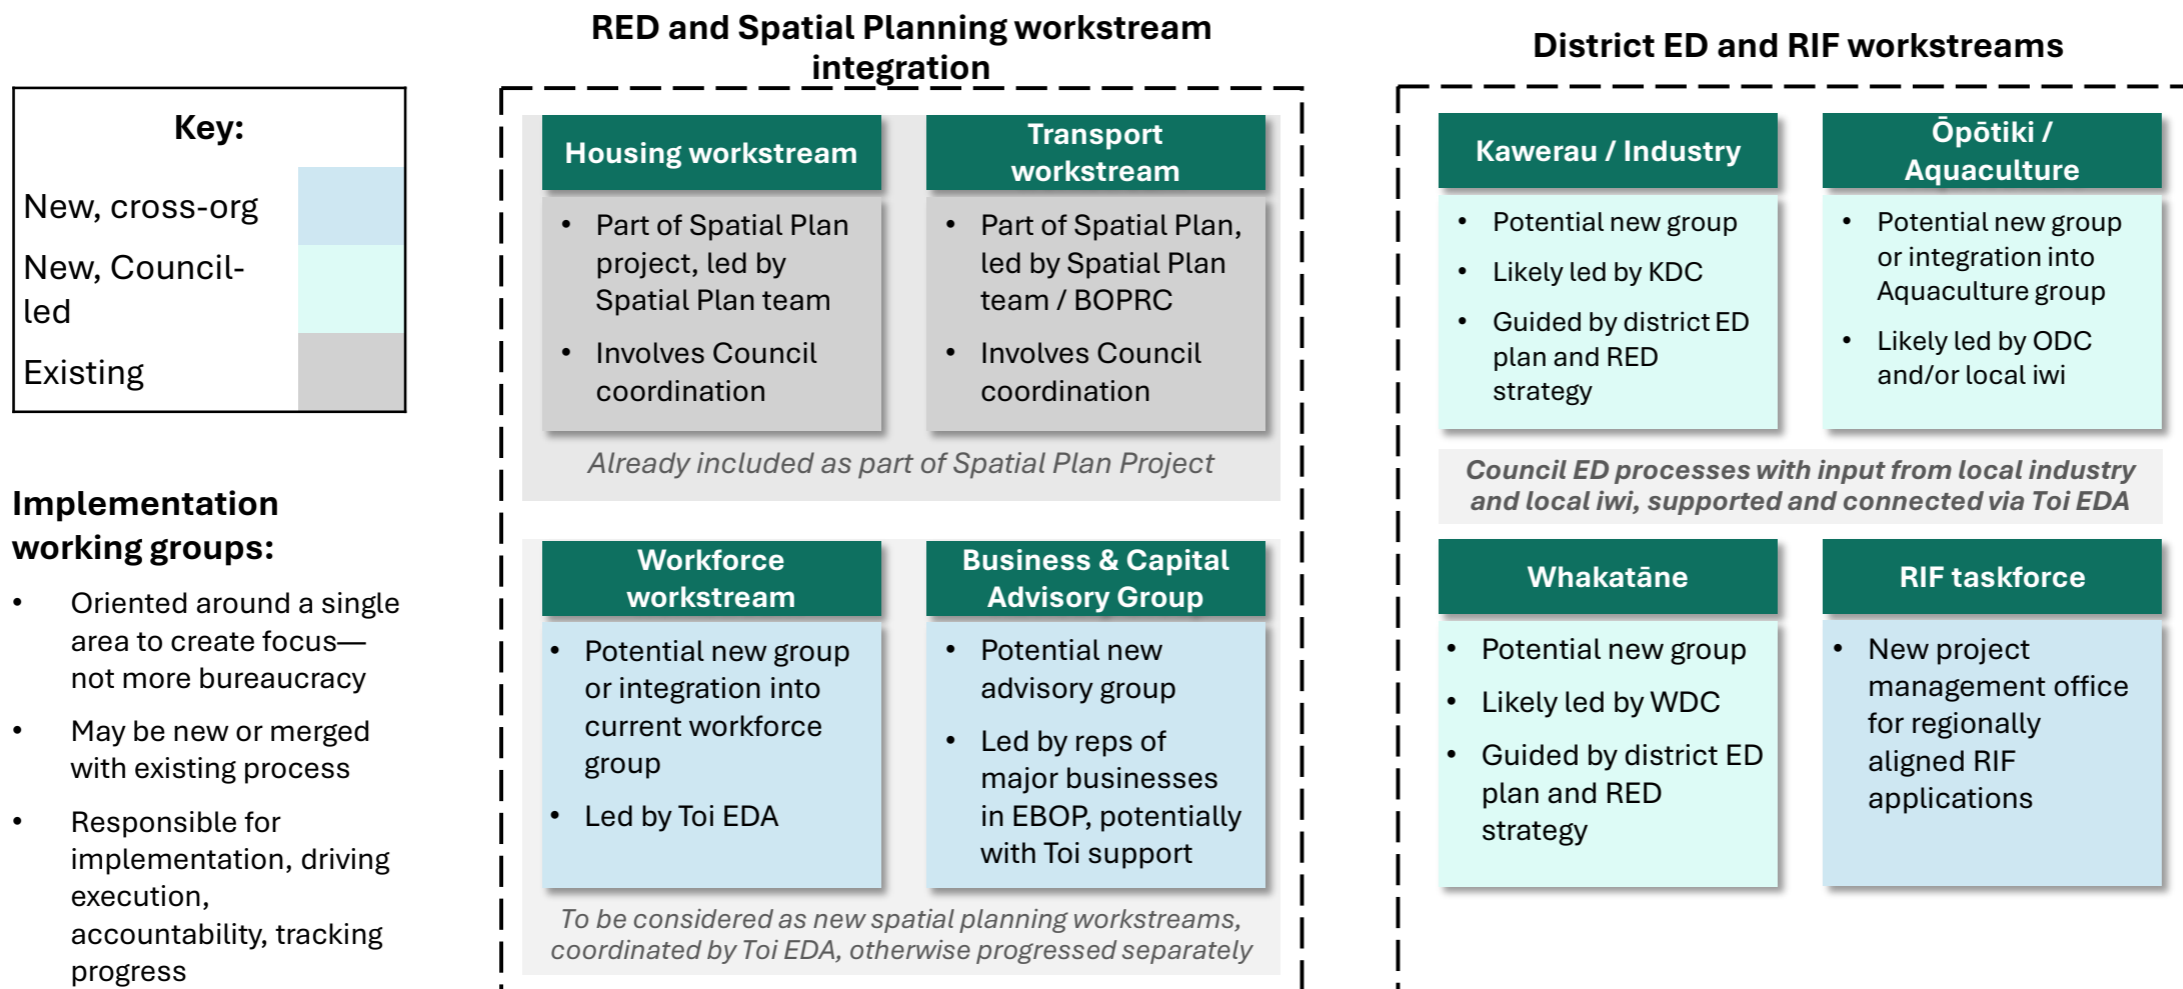 Key:
New, cross-org
New, Council-
led
Existing
Implementation
working groups:
• Oriented around a single
area to create focus—
not more bureaucracy
• May be new or merged
with existing process
• Responsible for
implementation, driving
execution,
accountability, tracking
progress
RED and Spatial Planning workstream
integration
Housing workstream
• Part of Spatial Plan
project, led by
Spatial Plan team
• Involves Council
coordination
Transport
workstream
• Part of Spatial Plan,
led by Spatial Plan
team / BOPRC
• Involves Council
coordination
Already included as part of Spatial Plan Project
Workforce
workstream
• Potential new group
or integration into
current workforce
group
• Led by Toi EDA
Business & Capital
Advisory Group
• Potential new
advisory group
• Led by reps of
major businesses
in EBOP, potentially
with Toi support
To be considered as new spatial planning workstreams,
coordinated by Toi EDA, otherwise progressed separately
District ED and RIF workstreams
Kawerau / Industry
• Potential new group
• Likely led by KDC
• Guided by district ED
plan and RED
strategy
Ōpōtiki /
Aquaculture
• Potential new group
or integration into
Aquaculture group
• Likely led by ODC
and/or local iwi
Council ED processes with input from local industry
and local iwi, supported and connected via Toi EDA
Whakatāne
• Potential new group
• Likely led by WDC
• Guided by district ED
plan and RED
strategy
RIF taskforce
• New project
management office
for regionally
aligned RIF
applications